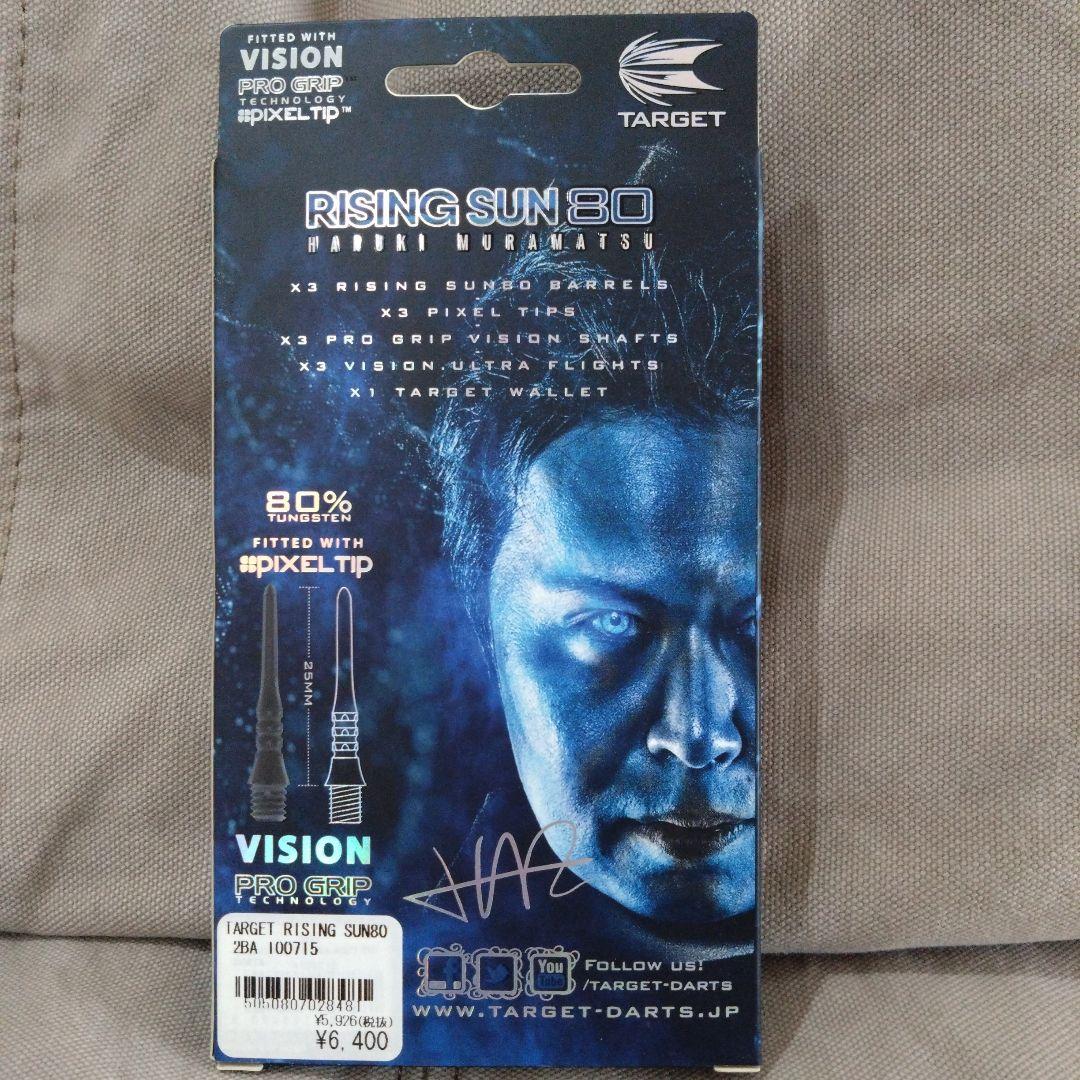 FITTED WITH
VISION
PRO GRIP™
TECHNOLOGY
PIXELTIP™
TARGET
RISING SUN 80
HARUKI MURAMATSU
X3 RISING SUN80 BARRELS
X3 PIXEL TIPS
X3 PRO GRIP VISION SHAFTS
X3 VISION.ULTRA FLIGHTS
X1 TARGET WALLET
80%
TUNGSTEN
FITTED WITH
PIXELTIP
25MM
VISION
PRO GRIP
TECHNOLOGY
TARGET RISING SUN80
2BA 100715
5050807028481
¥5,926(税抜)
¥6,400
You
Tube
FOLLOW US!
/TARGET-DARTS
WWW.TARGET-DARTS.JP